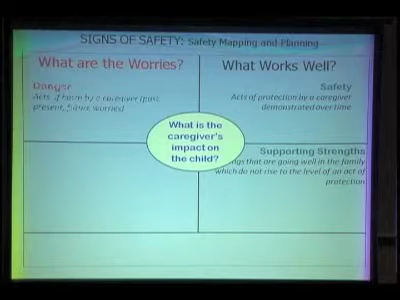 SIGNS OF SAFETY: Safety Mapping and Planning
What are the Worries?
Danger
Acts of harm by a caregiver (past,
present, future, worried)
What Works Well?
Safety
Acts of protection by a caregiver
demonstrated over time
What is the
caregiver's
impact on
the child?
Supporting Strengths
ngs that are going well in the family
which do not rise to the level of an act of
protection